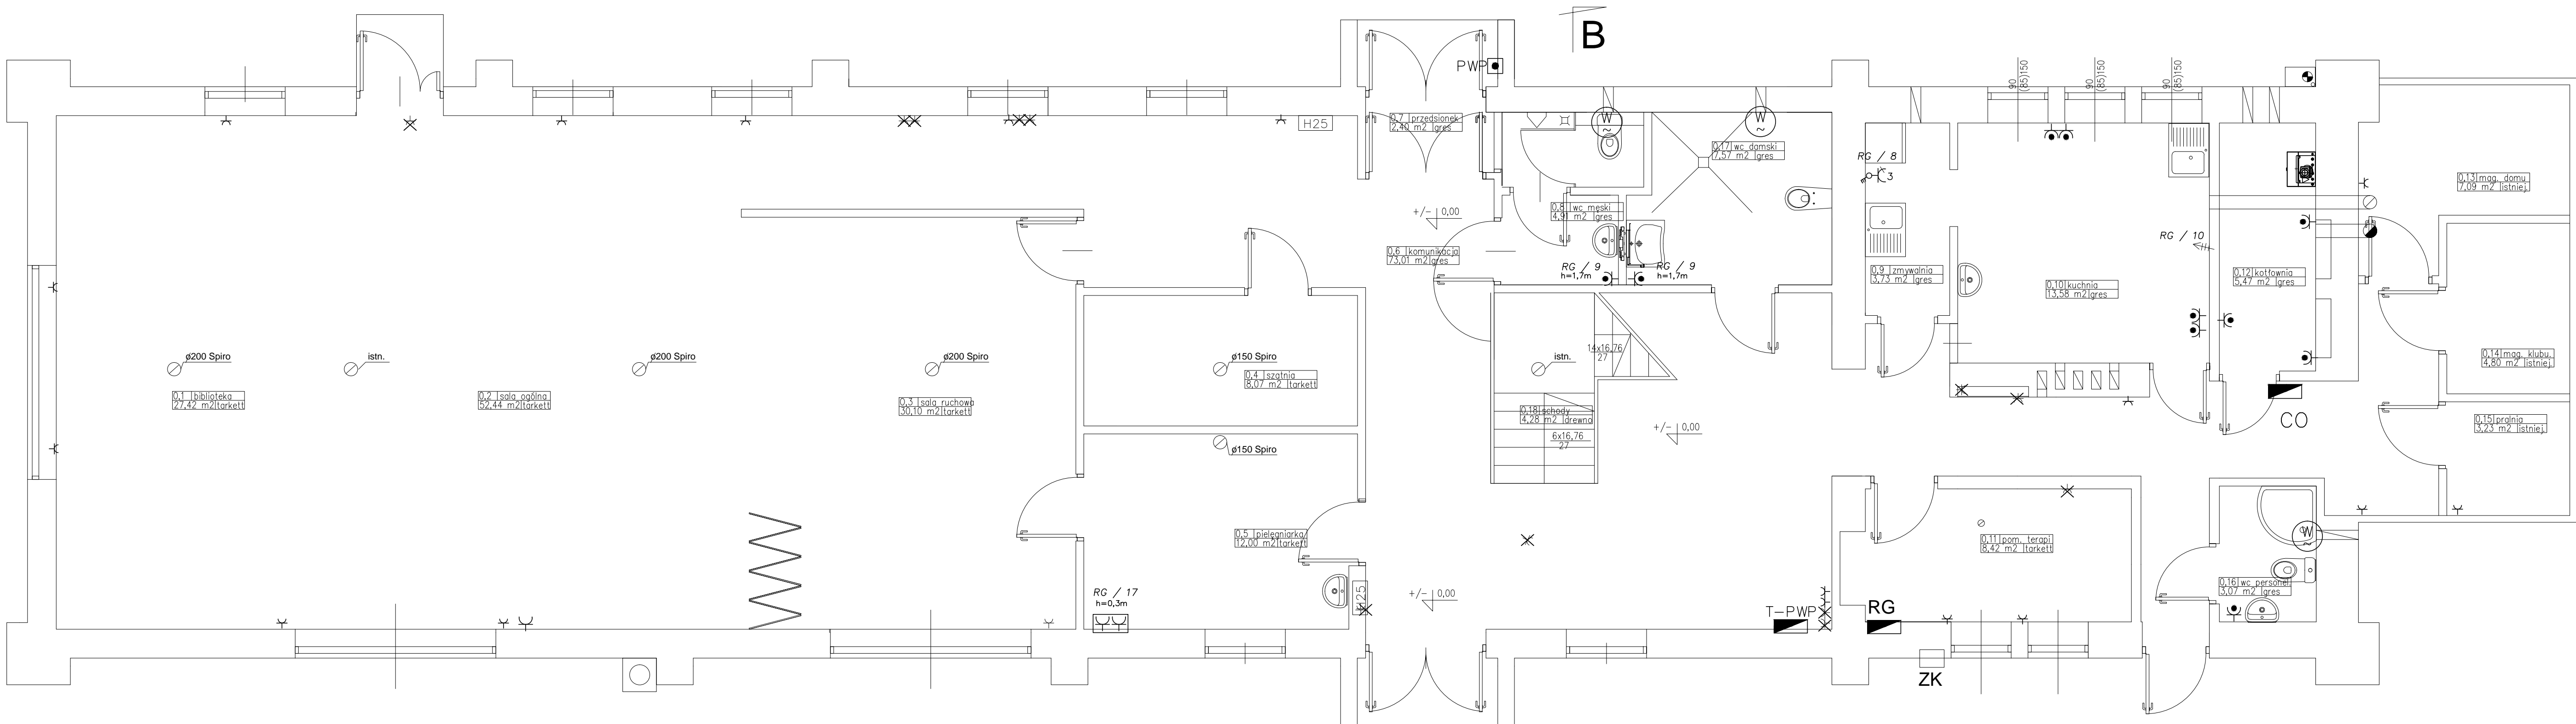 B
PWP
H25
0,7 przedsionek
2,40 m2 gres
W
~
W
~
0,17 wc damski
7,57 m2 gres
90
(85)150
90
(85)150
90
(85)150
RG / 8
3
0,13 mag. domu
7,09 m2 istniej.
+/- 0,00
0,8 wc męski
4,91 m2 gres
0,6 komunikacja
73,01 m2 gres
RG / 9
h=1,7m
RG / 9
h=1,7m
0,9 zmywalnia
3,73 m2 gres
0,10 kuchnia
13,58 m2 gres
RG / 10
0,12 kotłownia
5,47 m2 gres
ø200 Spiro
istn.
ø200 Spiro
ø200 Spiro
ø150 Spiro
istn.
14x16,76
27
0,14 mag. klubu.
4,80 m2 istniej.
0,1 biblioteka
27,42 m2 tarkett
0,2 sala ogólna
52,44 m2 tarkett
0,3 sala ruchowa
30,10 m2 tarkett
0,4 szatnia
8,07 m2 tarkett
0,18 schody
4,28 m2 drewno
6x16,76
27
+/- 0,00
CO
0,15 pralnia
3,23 m2 istniej.
ø150 Spiro
0,5 pielęgniarka
12,00 m2 tarkett
0,11 pom. terapi
8,42 m2 tarkett
W
~
RG / 17
h=0,3m
H25
+/- 0,00
T-PWP
RG
0,16 wc personel
3,07 m2 gres
ZK